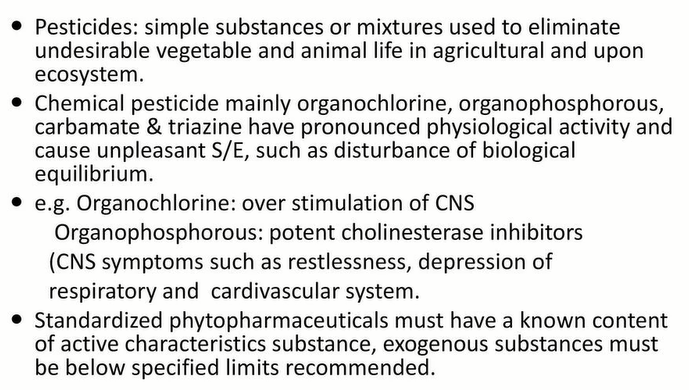 • Pesticides: simple substances or mixtures used to eliminate
undesirable vegetable and animal life in agricultural and upon
ecosystem.
• Chemical pesticide mainly organochlorine, organophosphorous,
carbamate & triazine have pronounced physiological activity and
cause unpleasant S/E, such as disturbance of biological
equilibrium.
• e.g. Organochlorine: over stimulation of CNS
Organophosphorous: potent cholinesterase inhibitors
(CNS symptoms such as restlessness, depression of
respiratory and cardivascular system.
• Standardized phytopharmaceuticals must have a known content
of active characteristics substance, exogenous substances must
be below specified limits recommended.